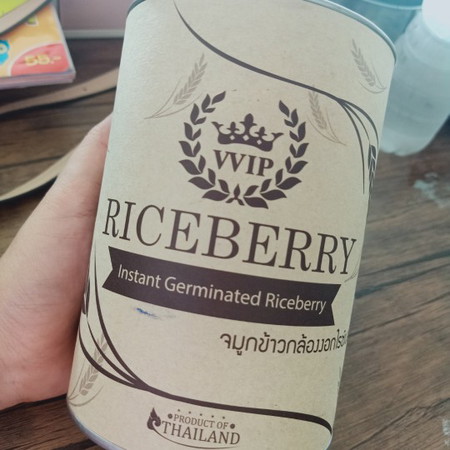 58.-
VVIP
RICEBERRY
Instant Germinated Riceberry
จมูกข้าวกล้องงอกไรซ์
PRODUCT OF
THAILAND